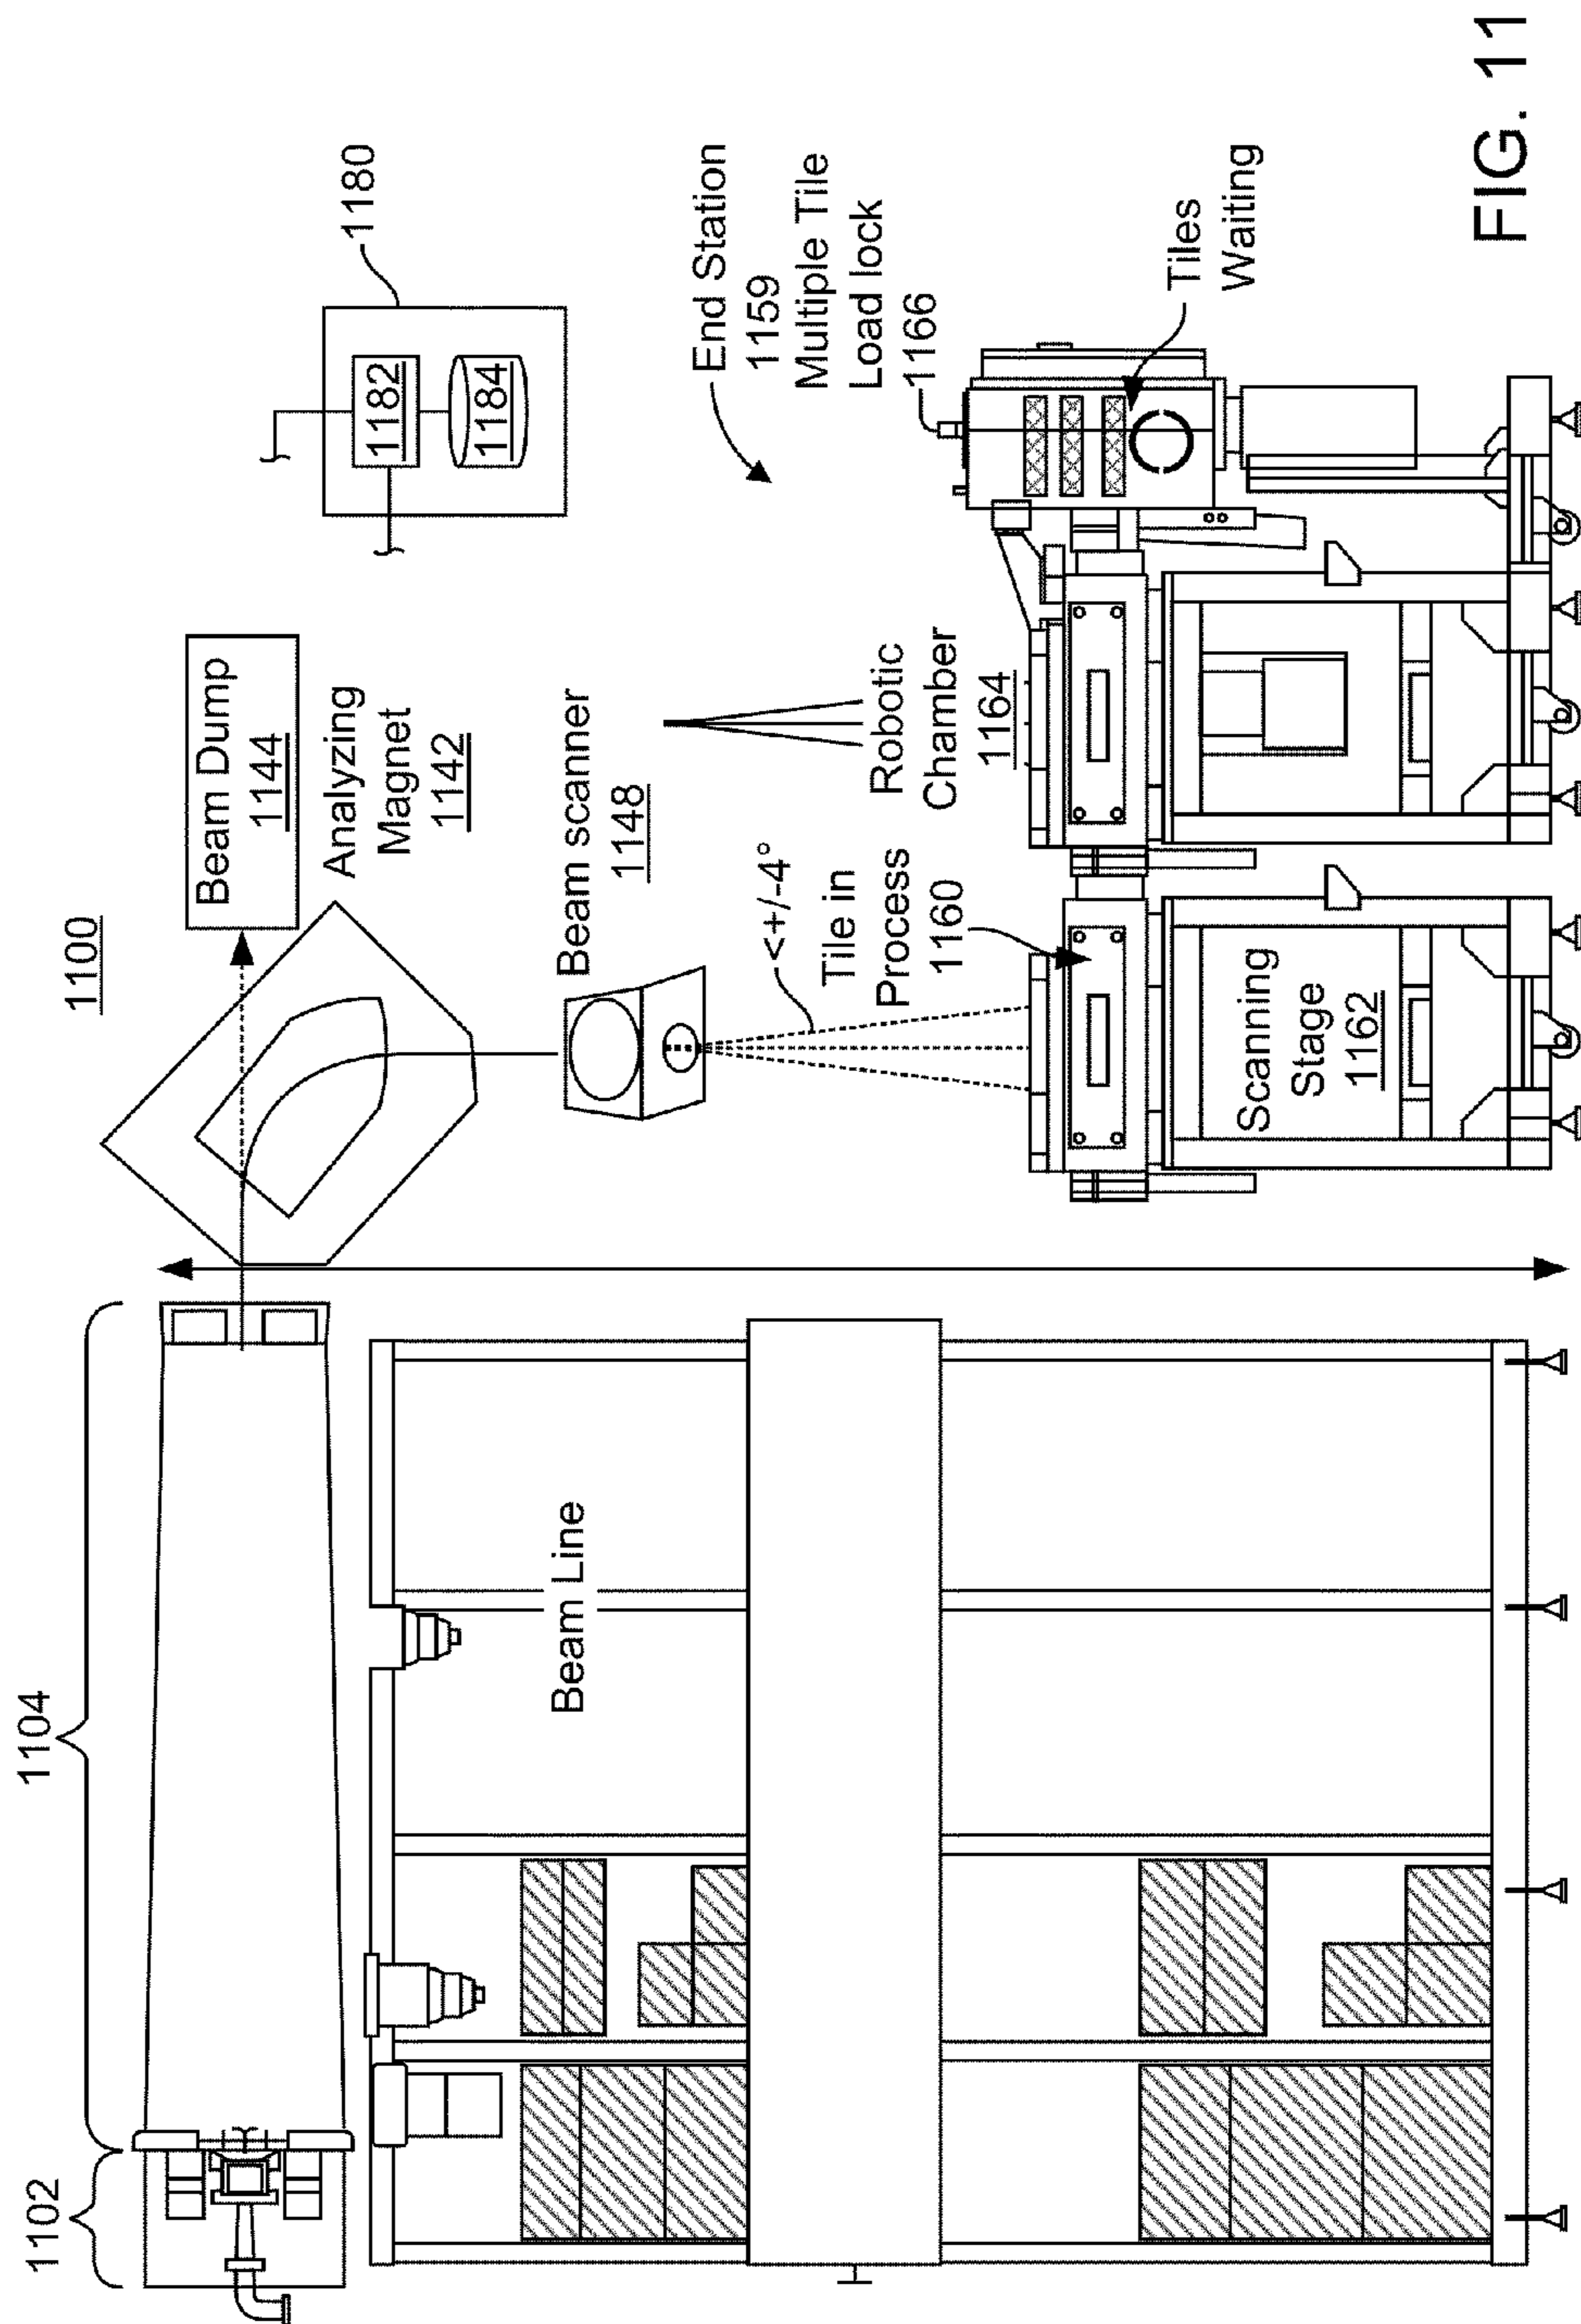 1100
1102
1104
Beam Dump
1144
Analyzing
Magnet
1142
1180
1182
1184
Beam scanner
1148
End Station
1159
Multiple Tile
Load lock
1166
<+/-4°
Tile in
Process
1160
Robotic
Chamber
1164
Tiles
Waiting
Beam Line
Scanning
Stage
1162
FIG. 11